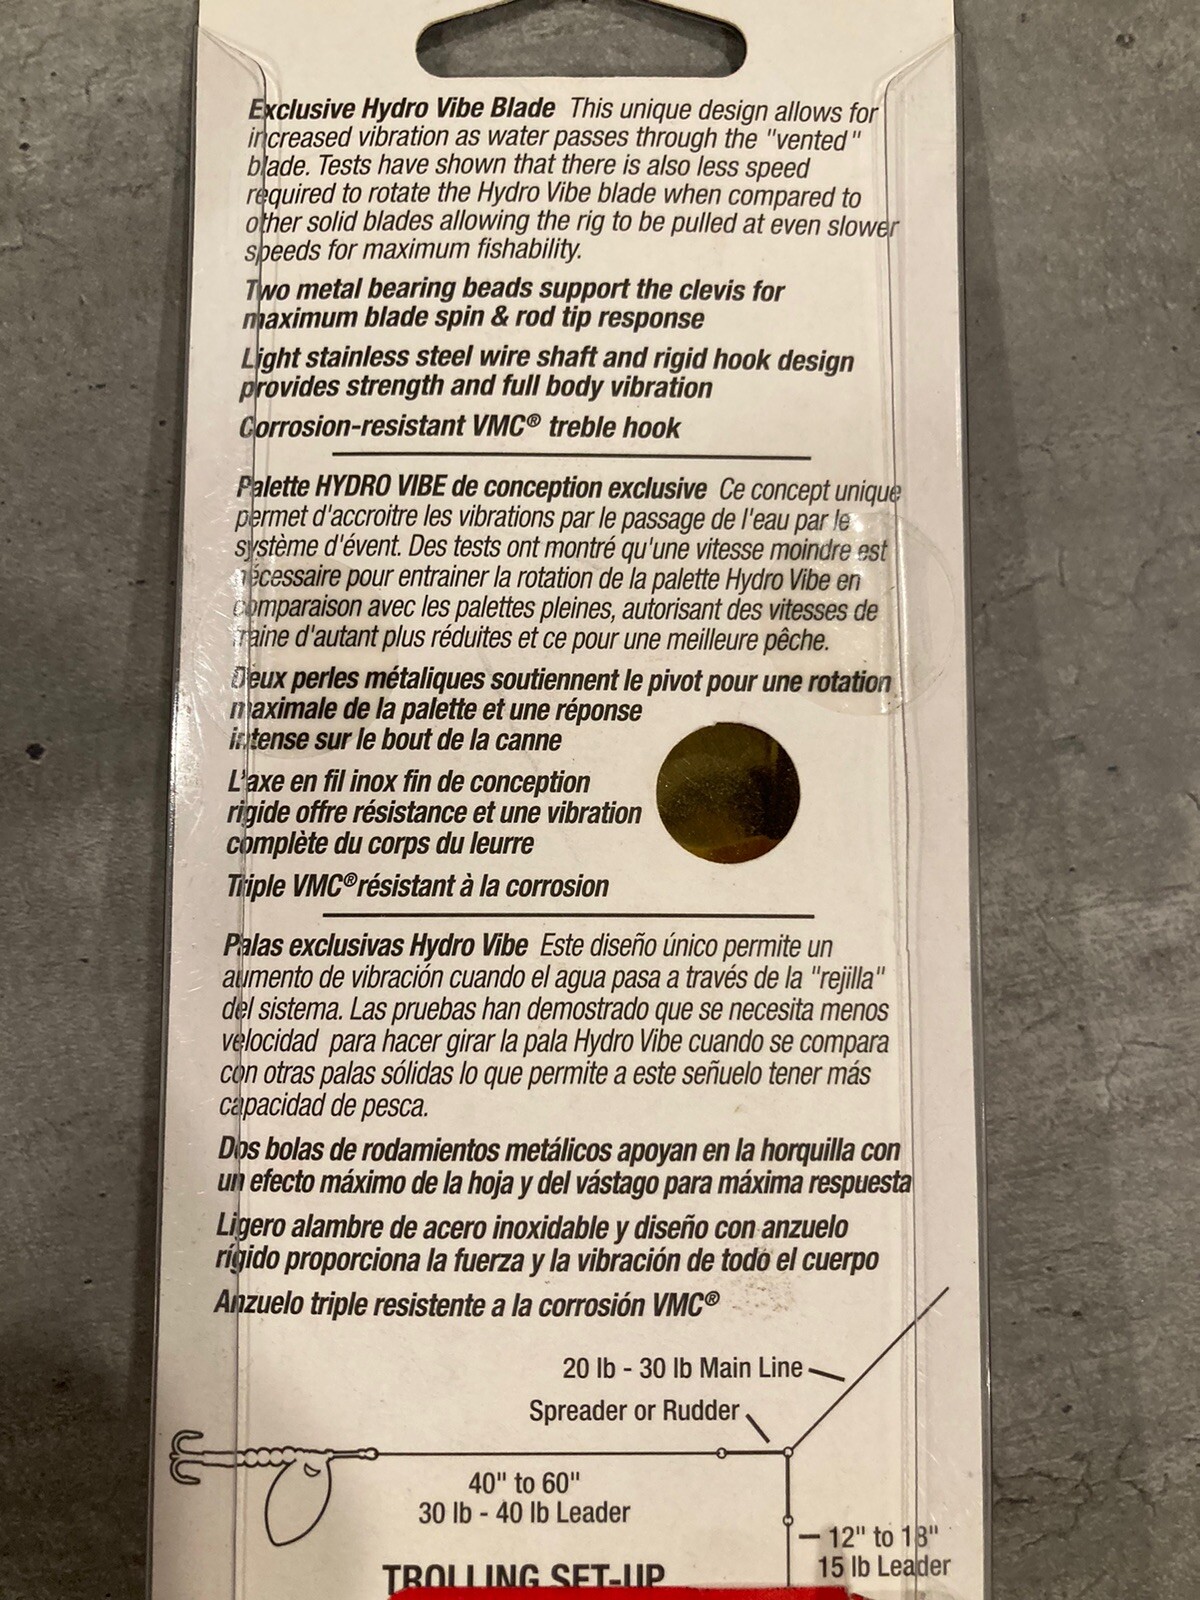 Exclusive Hydro Vibe Blade This unique design allows for
increased vibration as water passes through the "vented"
blade. Tests have shown that there is also less speed
required to rotate the Hydro Vibe blade when compared to
other solid blades allowing the rig to be pulled at even slower
speeds for maximum fishability.
Two metal bearing beads support the clevis for
maximum blade spin & rod tip response
Light stainless steel wire shaft and rigid hook design
provides strength and full body vibration
Corrosion-resistant VMC® treble hook
Palette HYDRO VIBE de conception exclusive Ce concept unique
permet d'accroitre les vibrations par le passage de l'eau par le
système d'évent. Des tests ont montré qu'une vitesse moindre est
nécessaire pour entrainer la rotation de la palette Hydro Vibe en
comparaison avec les palettes pleines, autorisant des vitesses de
traine d'autant plus réduites et ce pour une meilleure pêche.
Deux perles métaliques soutiennent le pivot pour une rotation
maximale de la palette et une réponse
intense sur le bout de la canne
L'axe en fil inox fin de conception
rigide offre résistance et une vibration
complète du corps du leurre
Triple VMC® résistant à la corrosion
Palas exclusivas Hydro Vibe Este diseño único permite un
aumento de vibración cuando el agua pasa a través de la "rejilla"
del sistema. Las pruebas han demostrado que se necesita menos
velocidad para hacer girar la pala Hydro Vibe cuando se compara
con otras palas sólidas lo que permite a este señuelo tener más
capacidad de pesca.
Dos bolas de rodamientos metálicos apoyan en la horquilla con
un efecto máximo de la hoja y del vástago para máxima respuesta
Ligero alambre de acero inoxidable y diseño con anzuelo
rígido proporciona la fuerza y la vibración de todo el cuerpo
Anzuelo triple resistente a la corrosión VMC®
20 lb - 30 lb Main Line
Spreader or Rudder
40" to 60"
30 lb - 40 lb Leader
12" to 18"
15 lb Leader
TROLLING SET-UP